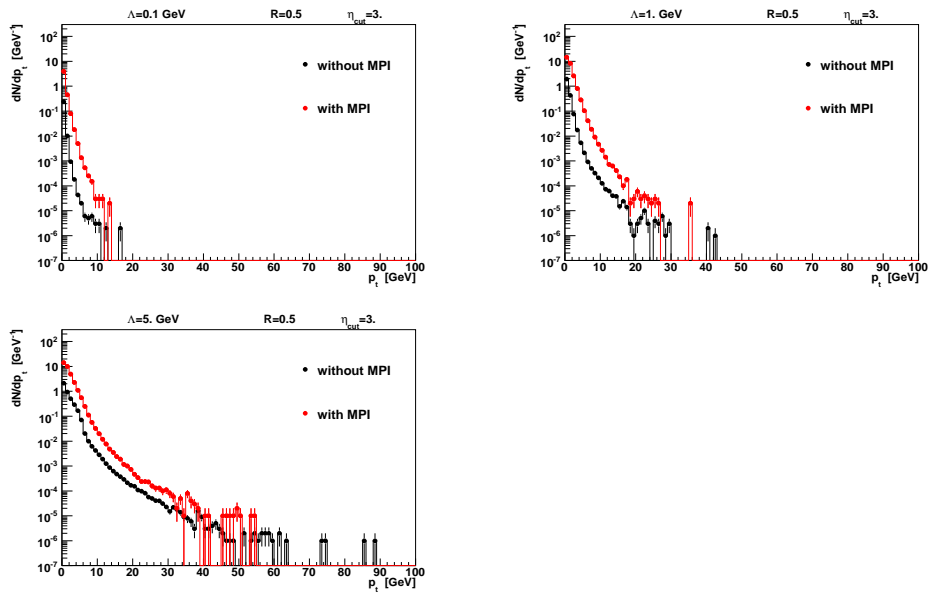 Λ=0.1 GeV R=0.5 η_cut=3.
dN/dp_t [GeV⁻¹]
10²
10
1
10⁻¹
10⁻²
10⁻³
10⁻⁴
10⁻⁵
10⁻⁶
10⁻⁷
without MPI
with MPI
0 10 20 30 40 50 60 70 80 90 100
p_t [GeV]
Λ=1. GeV R=0.5 η_cut=3.
dN/dp_t [GeV⁻¹]
10²
10
1
10⁻¹
10⁻²
10⁻³
10⁻⁴
10⁻⁵
10⁻⁶
10⁻⁷
without MPI
with MPI
0 10 20 30 40 50 60 70 80 90 100
p_t [GeV]
Λ=5. GeV R=0.5 η_cut=3.
dN/dp_t [GeV⁻¹]
10²
10
1
10⁻¹
10⁻²
10⁻³
10⁻⁴
10⁻⁵
10⁻⁶
10⁻⁷
without MPI
with MPI
0 10 20 30 40 50 60 70 80 90 100
p_t [GeV]